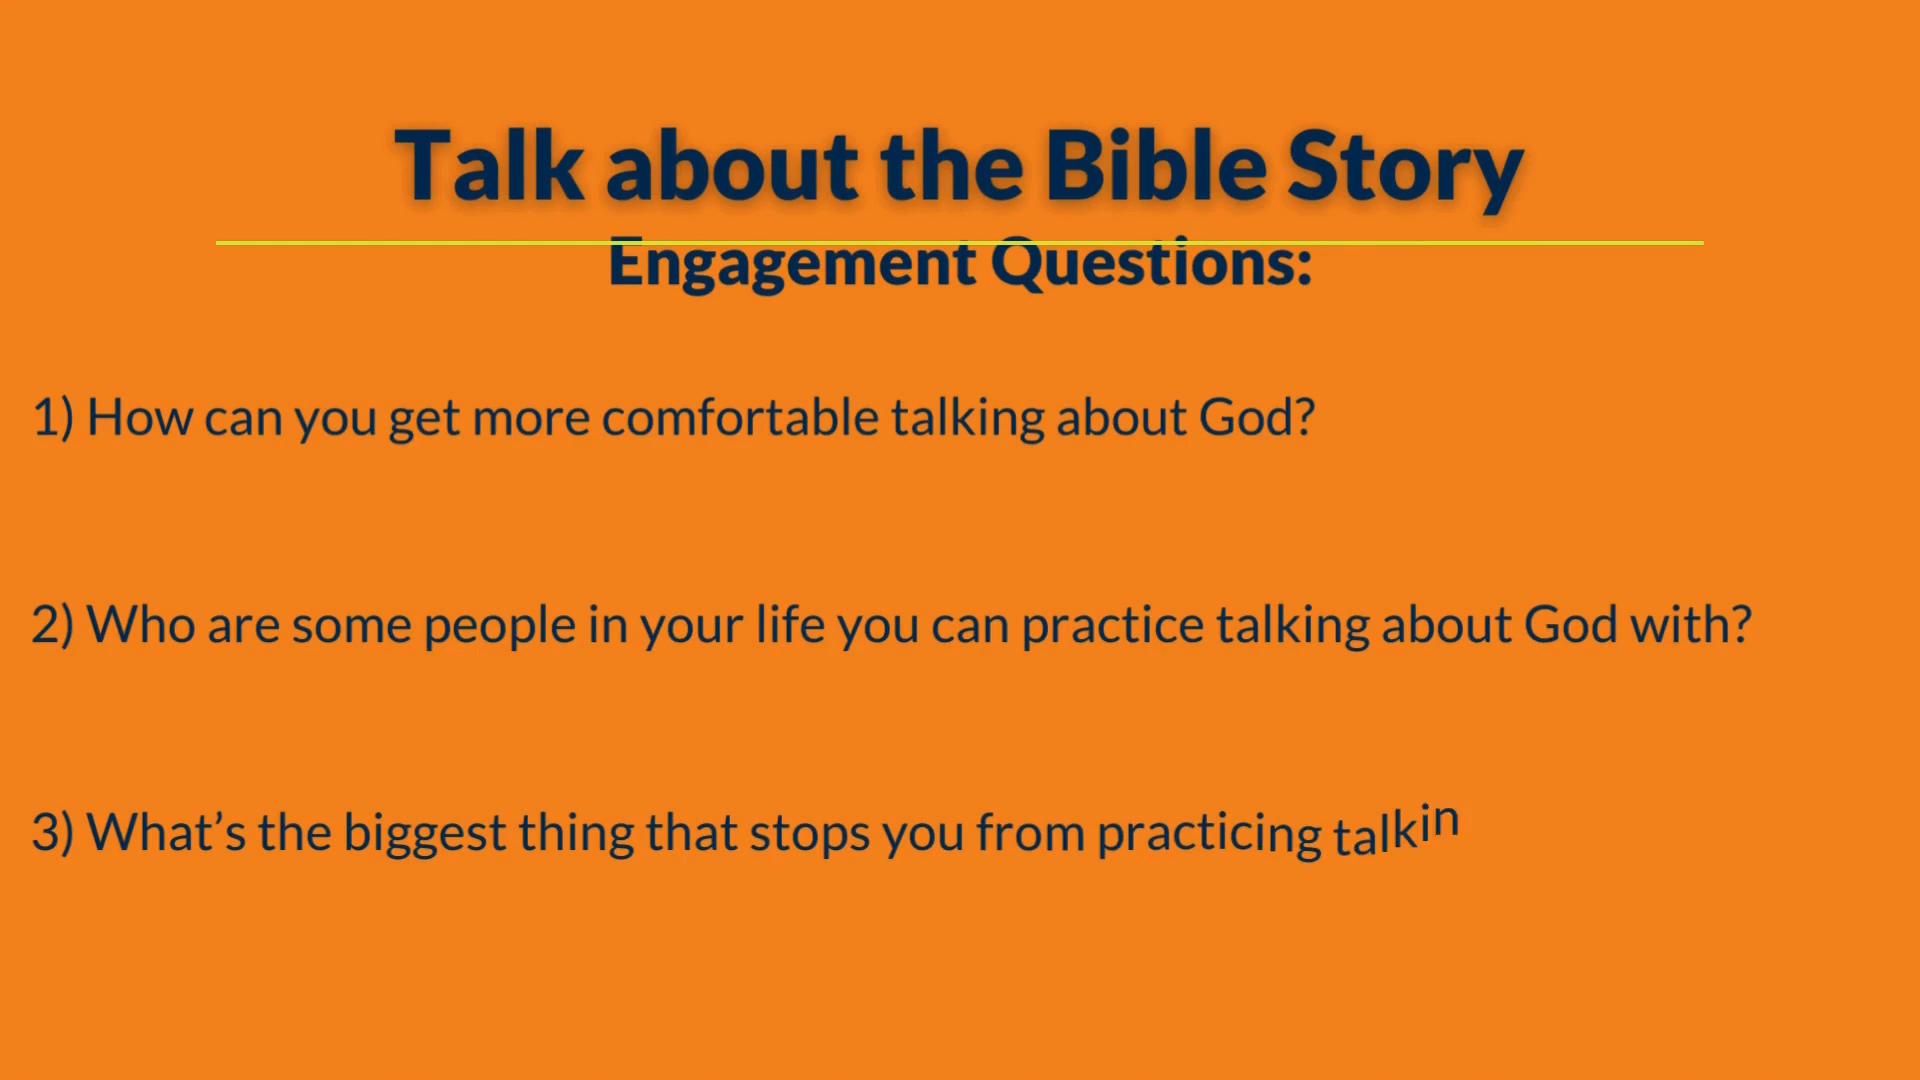 Talk about the Bible Story
Engagement Questions:
1) How can you get more comfortable talking about God?
2) Who are some people in your life you can practice talking about God with?
3) What’s the biggest thing that stops you from practicing talkin